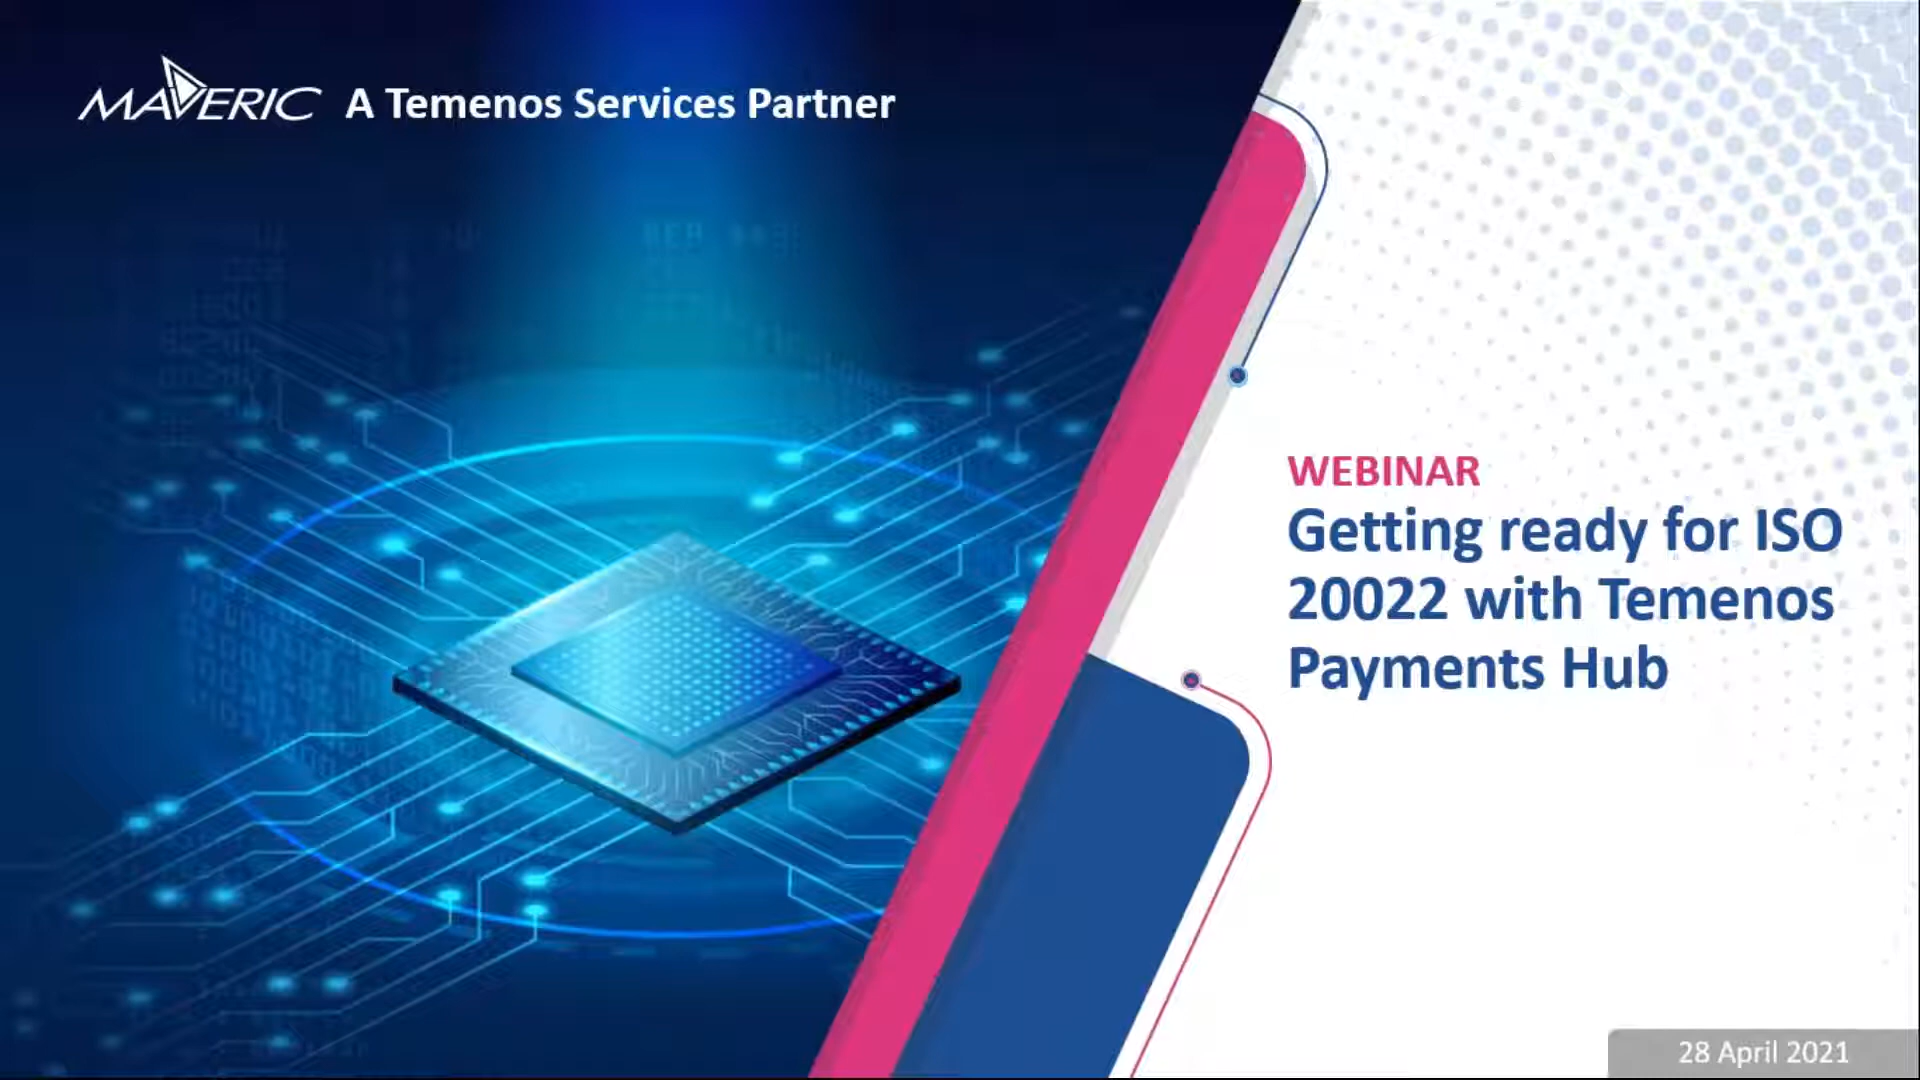 MAVERIC A Temenos Services Partner
WEBINAR
Getting ready for ISO
20022 with Temenos
Payments Hub
28 April 2021